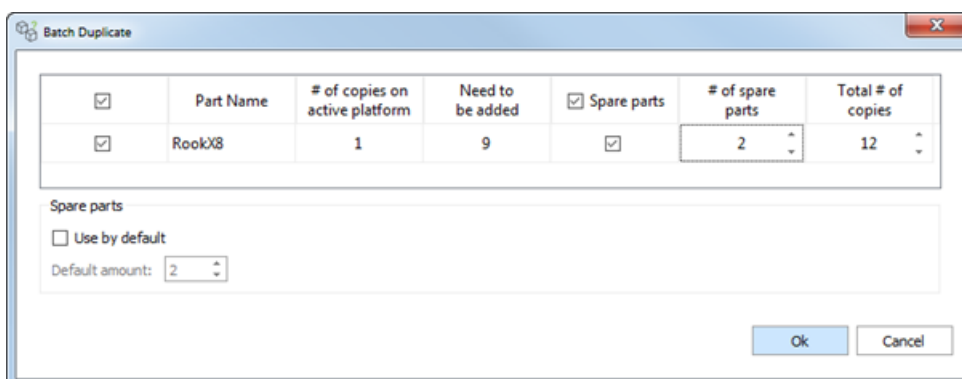 Batch Duplicate
Part Name
# of copies on
active platform
Need to
be added
Spare parts
# of spare
parts
Total # of
copies
RookX8
1
9
2
12
Spare parts
Use by default
Default amount: 2
Ok
Cancel